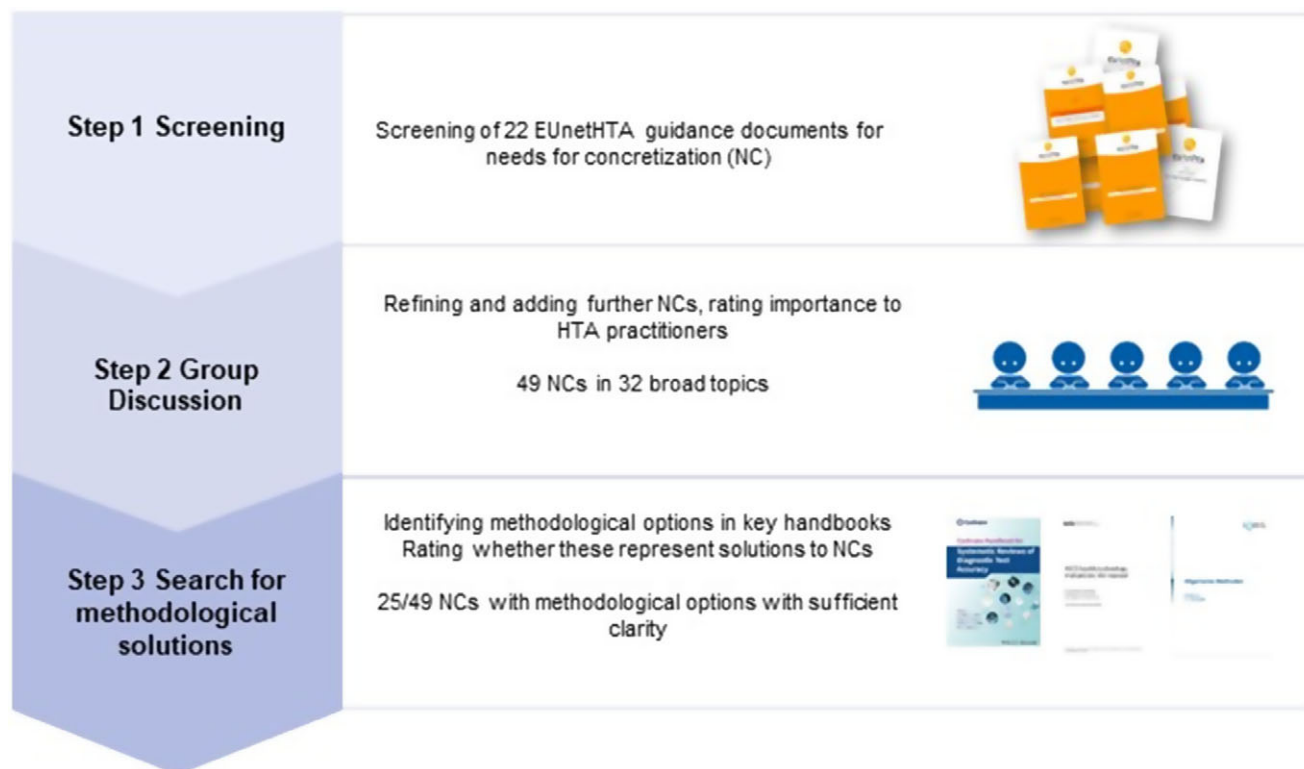 Step 1 Screening
Screening of 22 EUnetHTA guidance documents for
needs for concretization (NC)
Step 2 Group
Discussion
Refining and adding further NCs, rating importance to
HTA practitioners
49 NCs in 32 broad topics
Step 3 Search for
methodological
solutions
Identifying methodological options in key handbooks
Rating whether these represent solutions to NCs
25/49 NCs with methodological options with sufficient
clarity
Systematic Reviews of
Diagnostic Test
Accuracy
Allgemeine Methoden